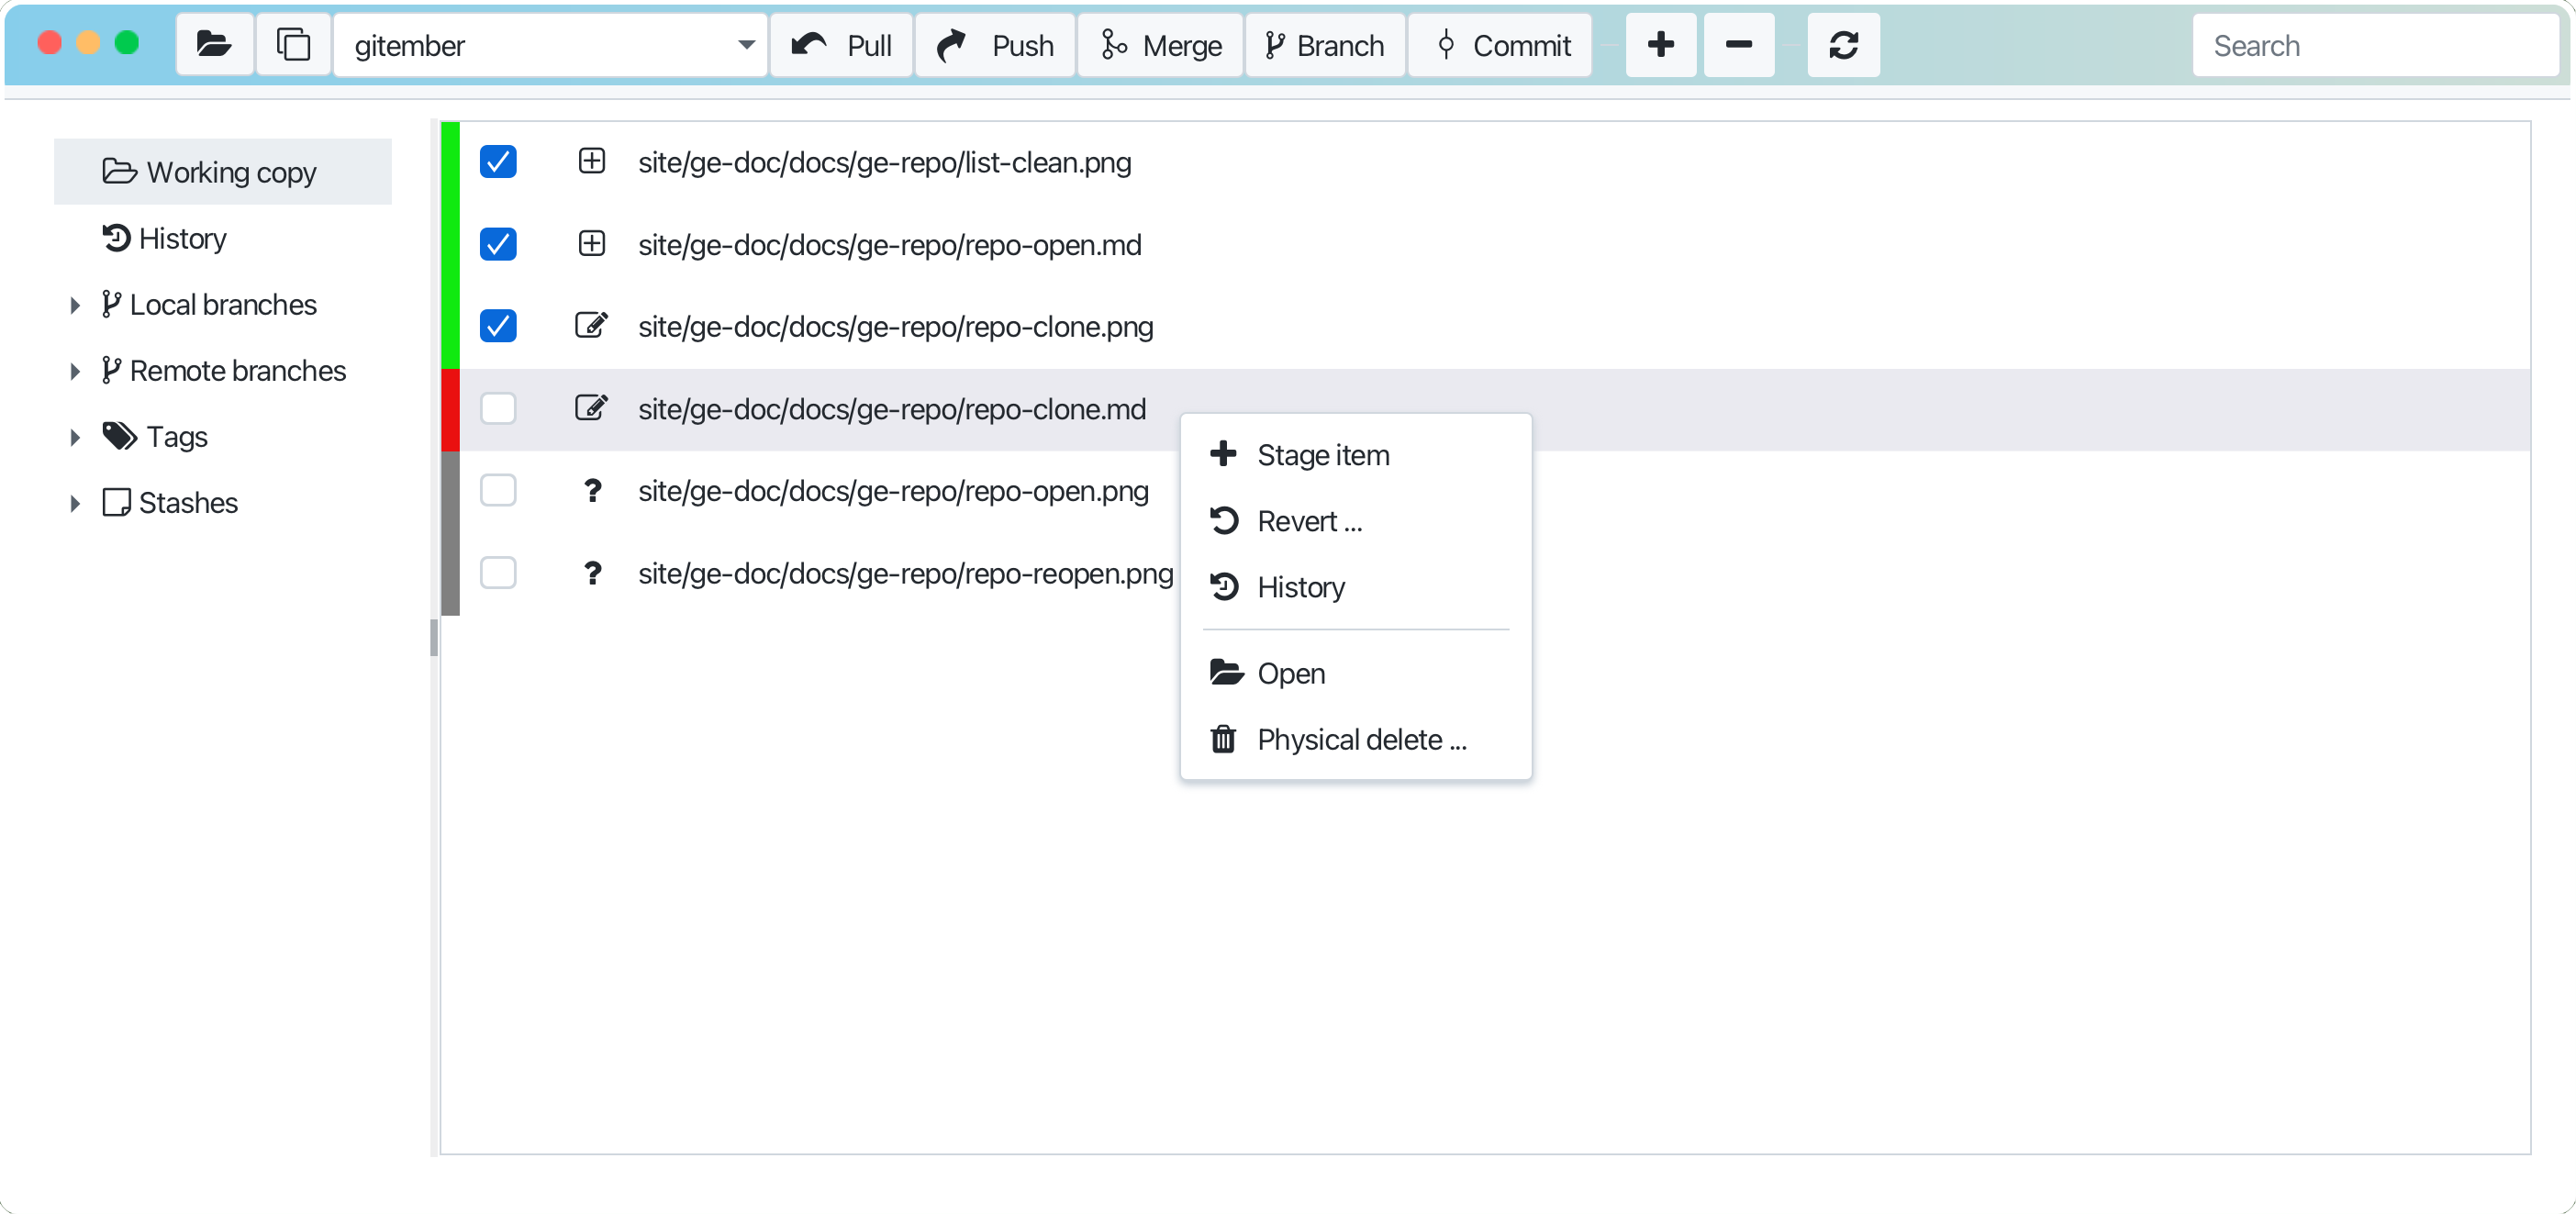 gitember Pull Push Merge Branch Commit Search
Working copy
History
Local branches
Remote branches
Tags
Stashes
site/ge-doc/docs/ge-repo/list-clean.png
site/ge-doc/docs/ge-repo/repo-open.md
site/ge-doc/docs/ge-repo/repo-clone.png
site/ge-doc/docs/ge-repo/repo-clone.md
? site/ge-doc/docs/ge-repo/repo-open.png
? site/ge-doc/docs/ge-repo/repo-reopen.png
Stage item
Revert ...
History
Open
Physical delete ...